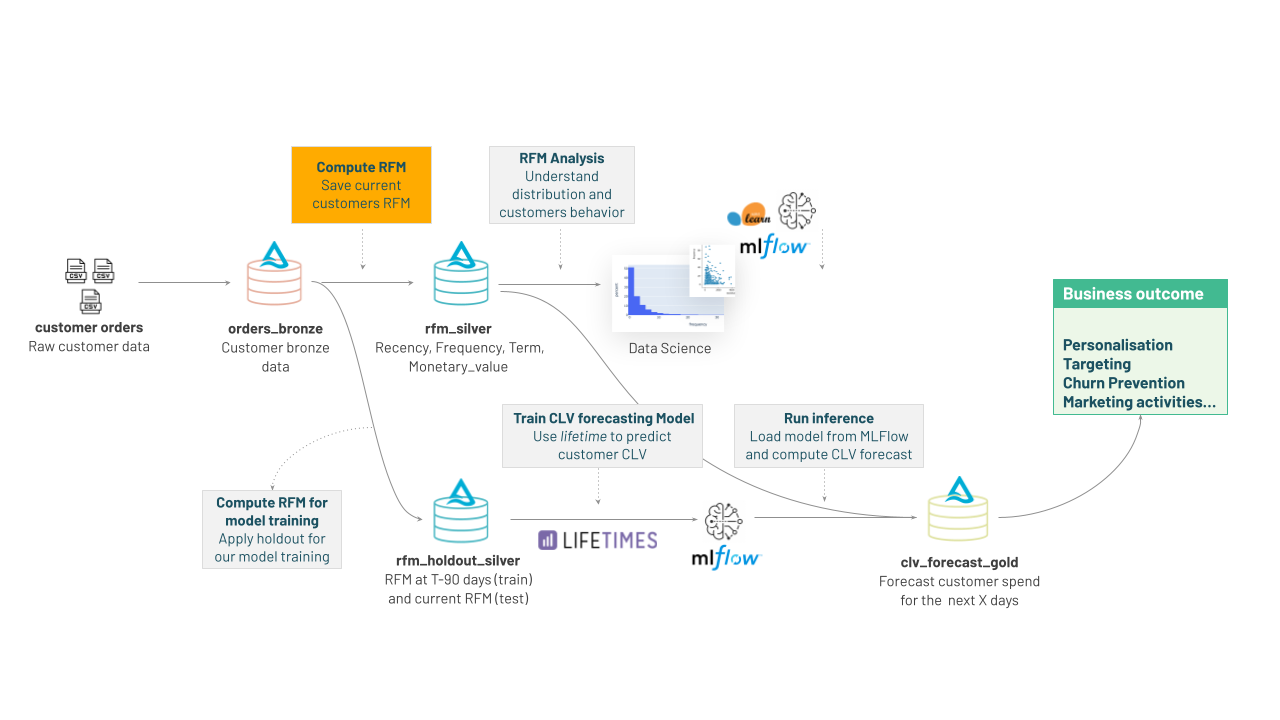 Compute RFM
Save current
customers RFM
RFM Analysis
Understand
distribution and
customers behavior
learn
mlflow
CSV
CSV
CSV
customer orders
Raw customer data
orders_bronze
Customer bronze
data
rfm_silver
Recency, Frequency, Term,
Monetary_value
frequency
Data Science
Business outcome
Personalisation
Targeting
Churn Prevention
Marketing activities...
Train CLV forecasting Model
Use lifetime to predict
customer CLV
Run inference
Load model from MLFlow
and compute CLV forecast
Compute RFM for
model training
Apply holdout for
our model training
LIFETIMES
mlflow
rfm_holdout_silver
RFM at T-90 days (train)
and current RFM (test)
clv_forecast_gold
Forecast customer spend
for the next X days